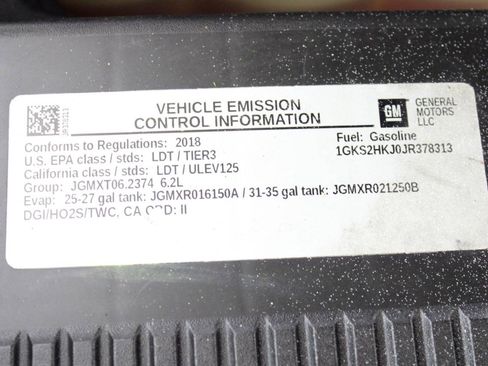 VEHICLE EMISSION
CONTROL INFORMATION
GM
GENERAL
MOTORS
LLC
Conforms to Regulations: 2018
Fuel: Gasoline
U.S. EPA class / stds: LDT / TIER3
1GKS2HKJ0JR378313
California class / stds: LDT / ULEV125
Group: JGMXT06.2374 6.2L
Evap: 25-27 gal tank: JGMXR016150A / 31-35 gal tank: JGMXR021250B
DGI/HO2S/TWC, CA OBD: II